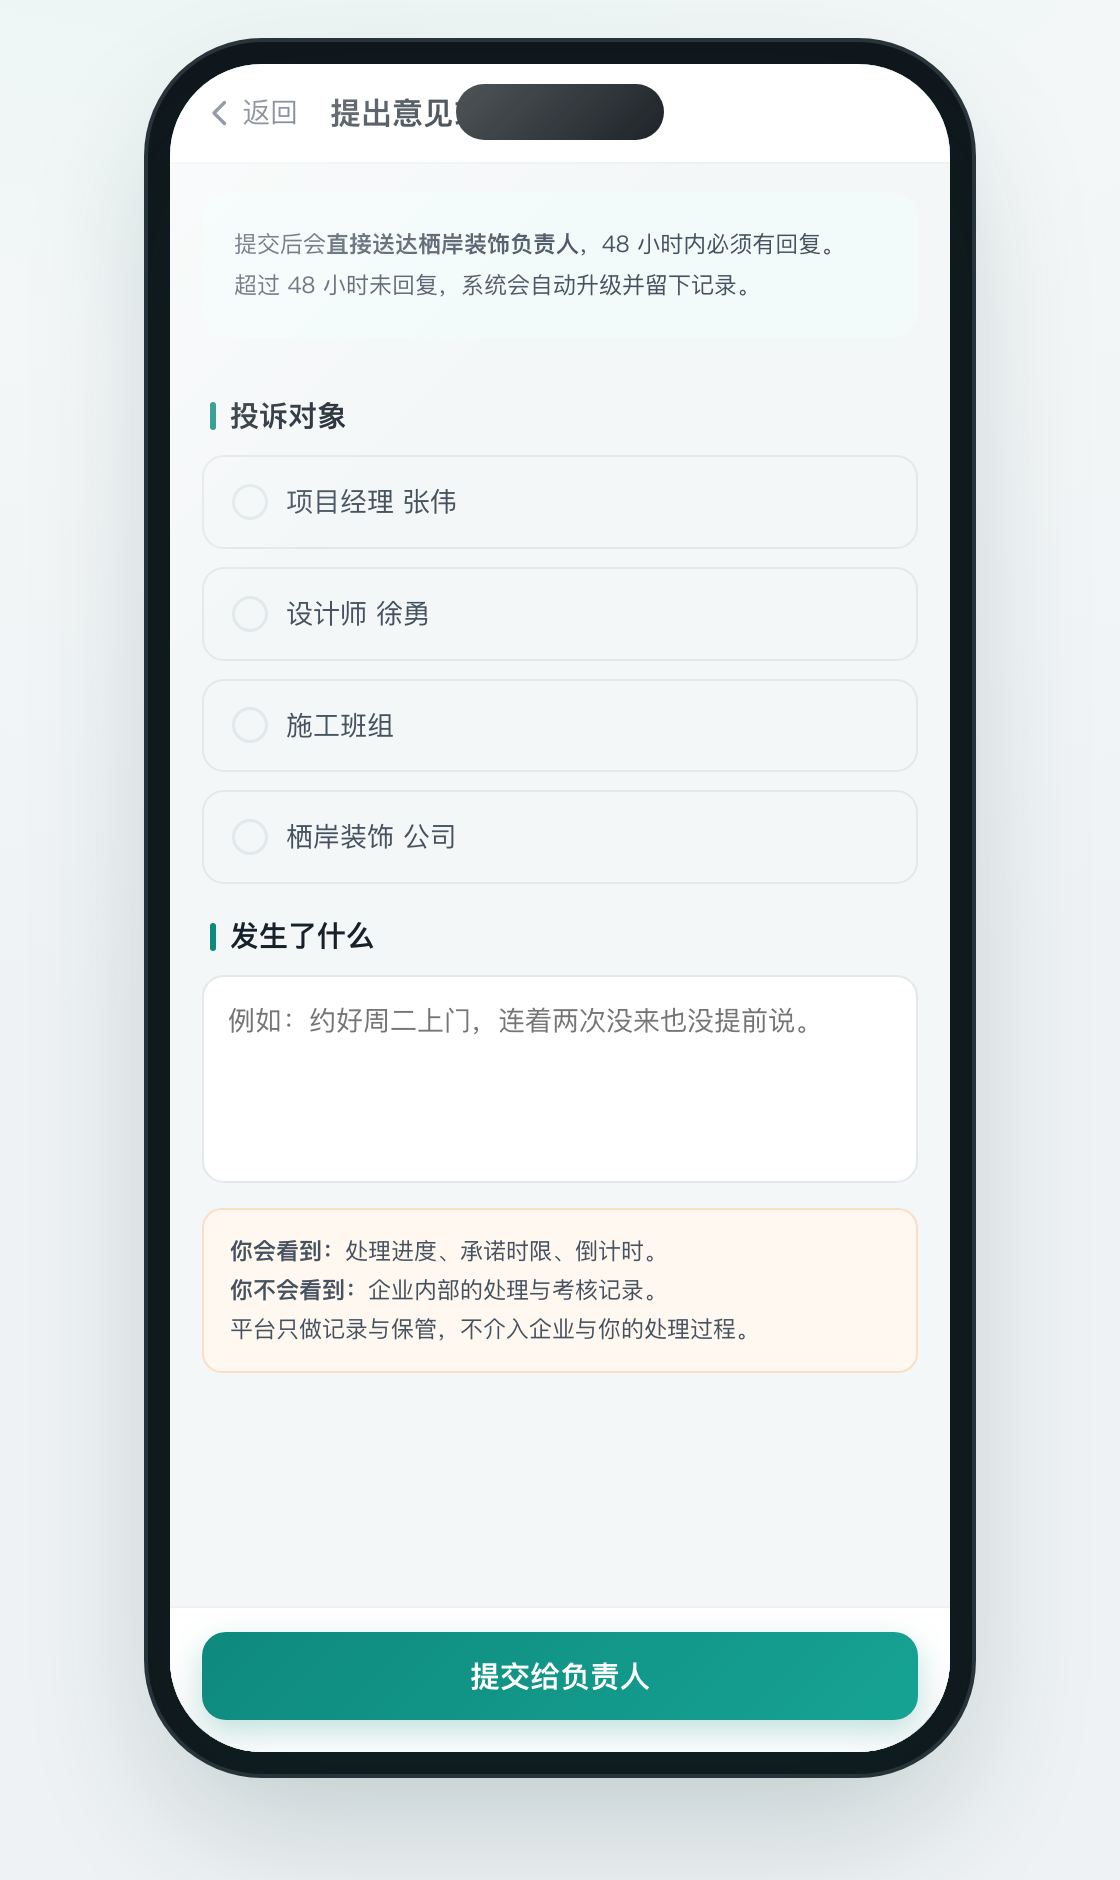 返回
提出意见
提交后会直接送达栖岸装饰负责人，48 小时内必须有回复。
超过 48 小时未回复，系统会自动升级并留下记录。
投诉对象
项目经理 张伟
设计师 徐勇
施工班组
栖岸装饰 公司
发生了什么
例如：约好周二上门，连着两次没来也没提前说。
你会看到：处理进度、承诺时限、倒计时。
你不会看到：企业内部的处理与考核记录。
平台只做记录与保管，不介入企业与你的处理过程。
提交给负责人